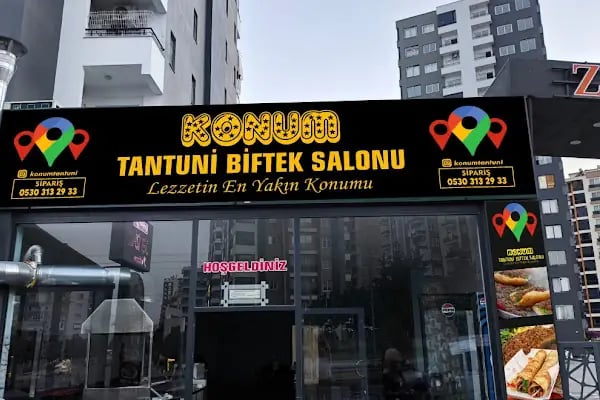 KONUM
TANTUNİ BİFTEK SALONU
Lezzetin En Yakın Konumu
konumtantuni
SİPARİŞ
0530 313 29 33
konumtantuni
SİPARİŞ
0530 313 29 33
Z
HOŞGELDİNİZ
KONUM
TANTUNİ BİFTEK SALONU